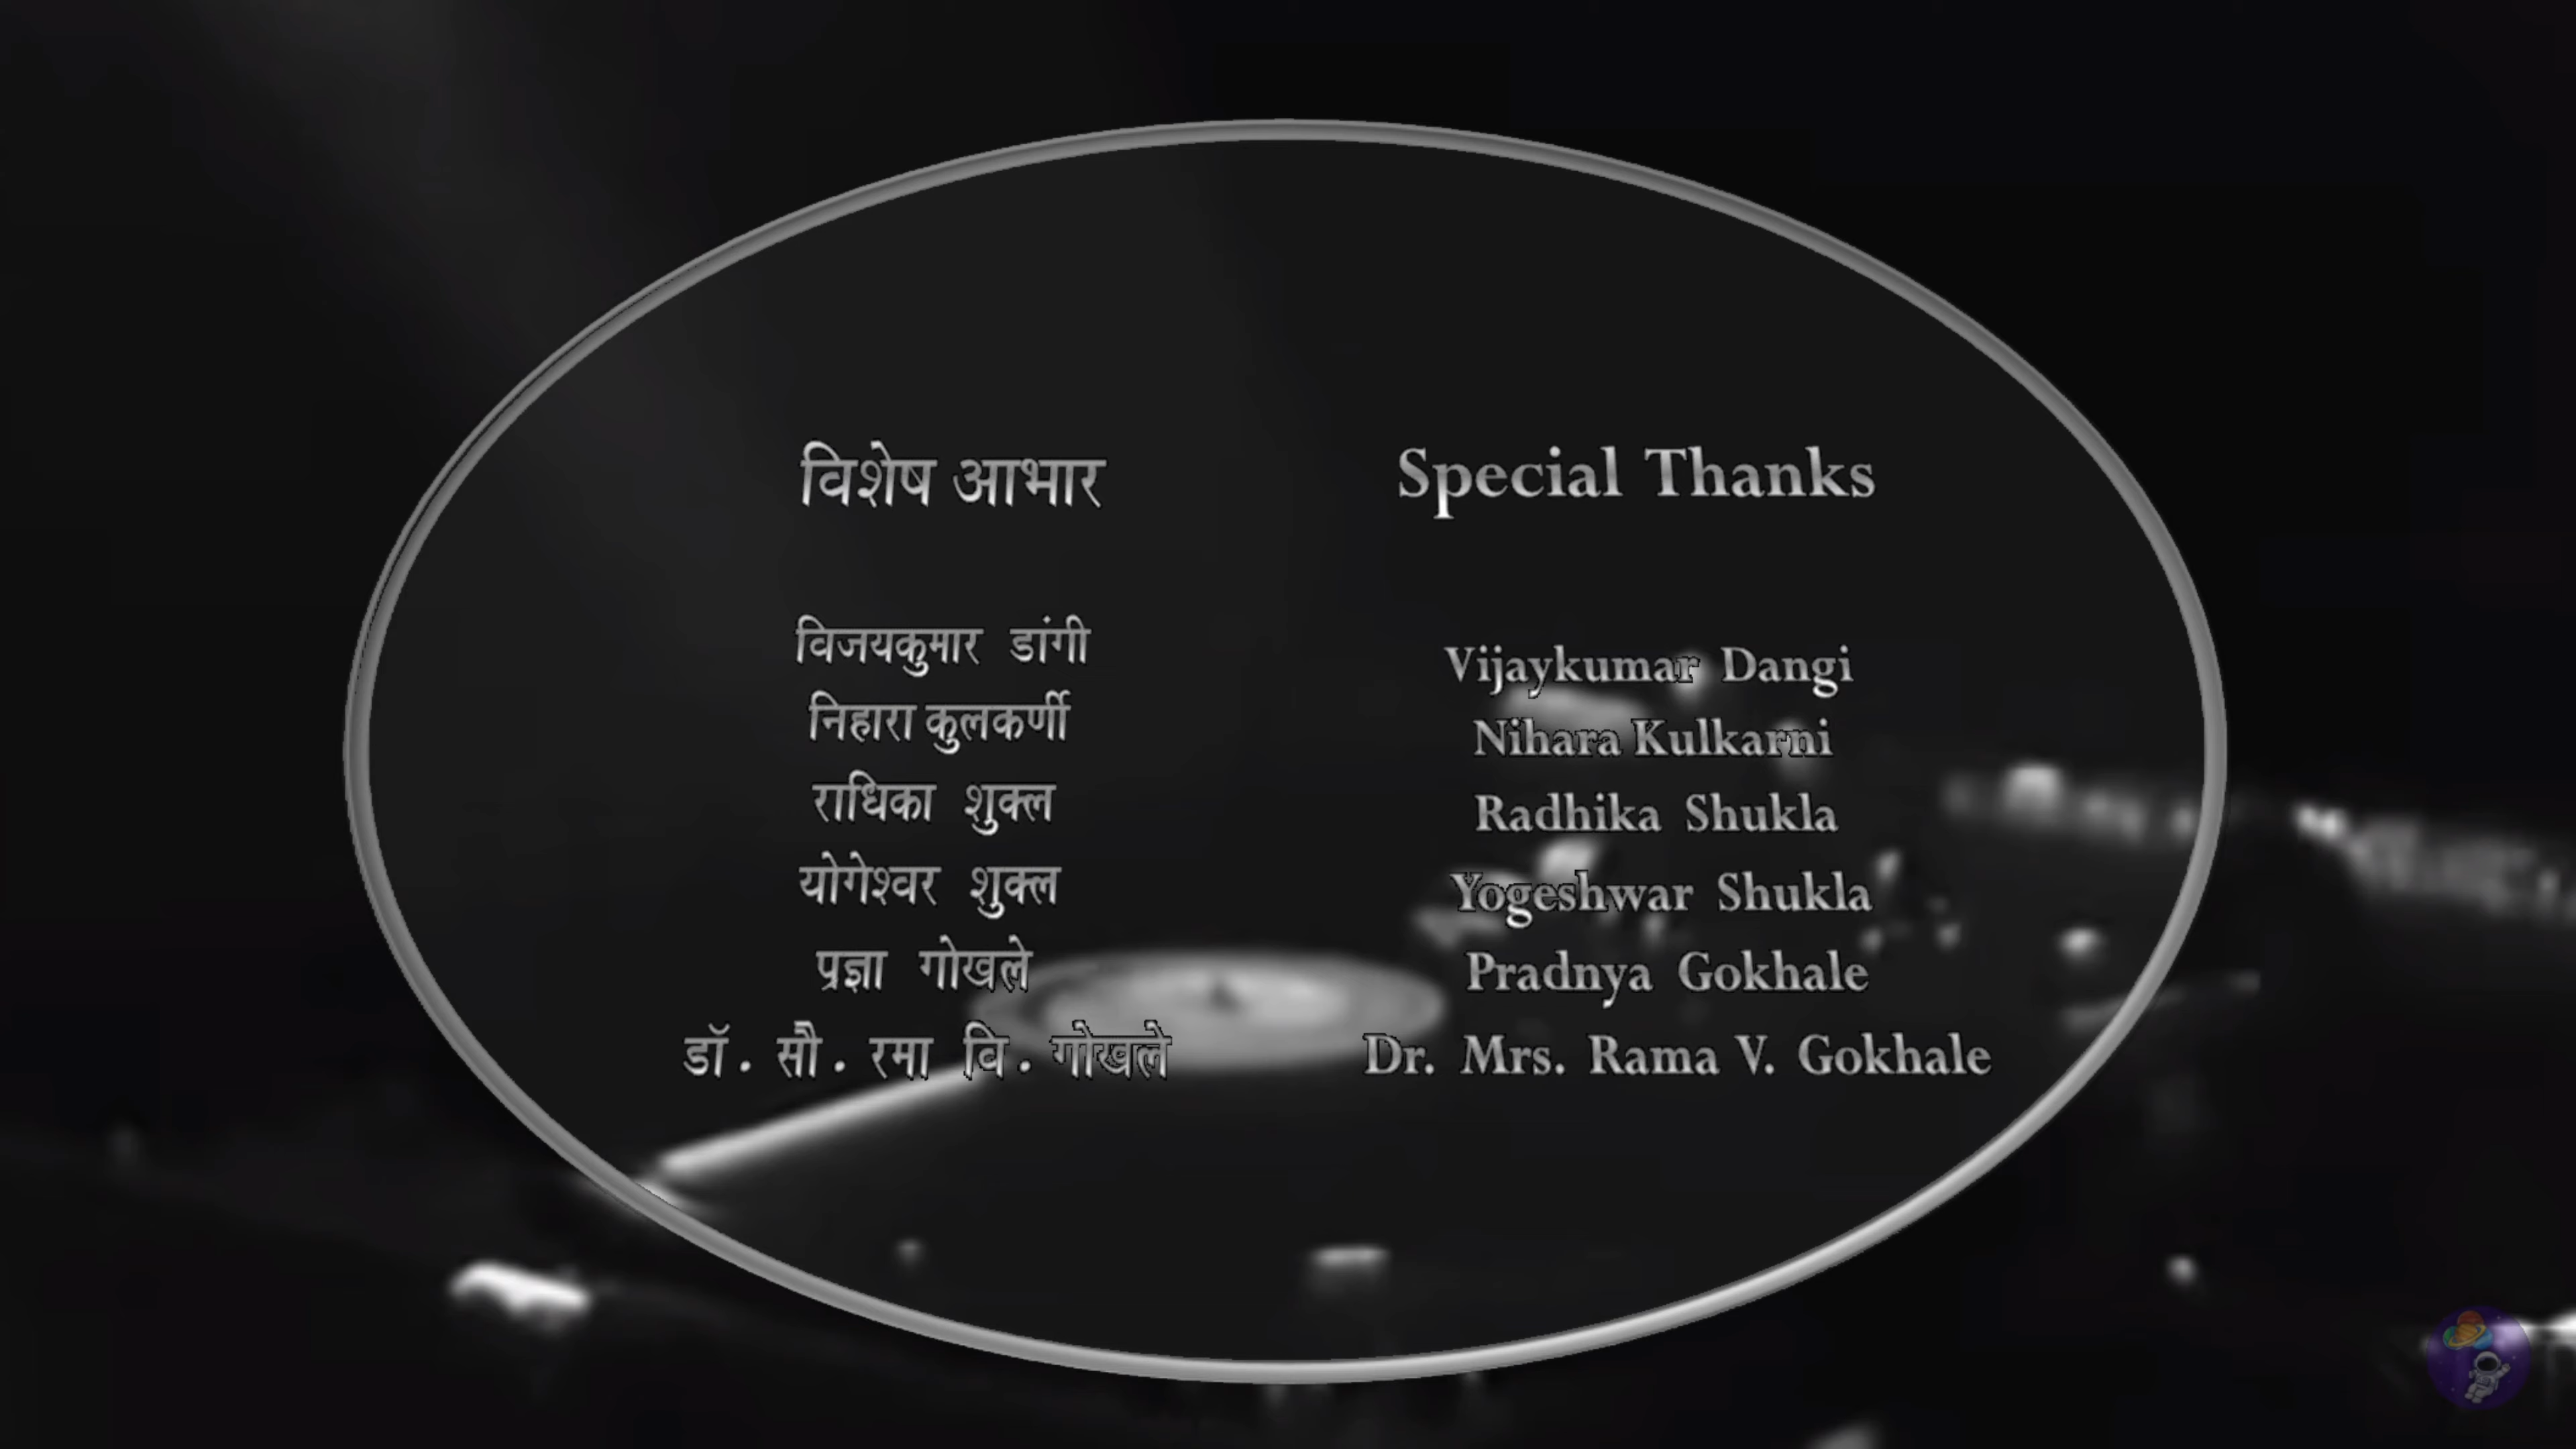 विशेष आभार
विजयकुमार डांगी
निहारा कुलकर्णी
राधिका शुक्ल
योगेश्वर शुक्ल
प्रज्ञा गोखले
डॉ. सौ. रमा वि. गोखले
Special Thanks
Vijaykumar Dangi
Nihara Kulkarni
Radhika Shukla
Yogeshwar Shukla
Pradnya Gokhale
Dr. Mrs. Rama V. Gokhale